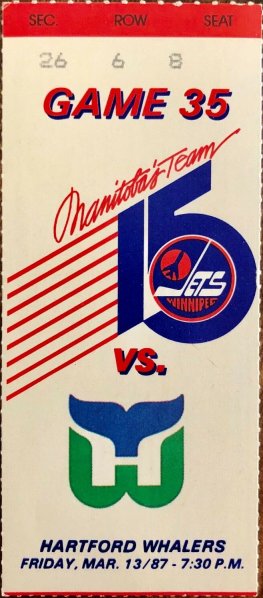 SEC. ROW SEAT
26 6 8
GAME 35
Manitoba's Team
15
JETS
WINNIPEG
VS.
HARTFORD WHALERS
FRIDAY, MAR. 13/87 - 7:30 P.M.